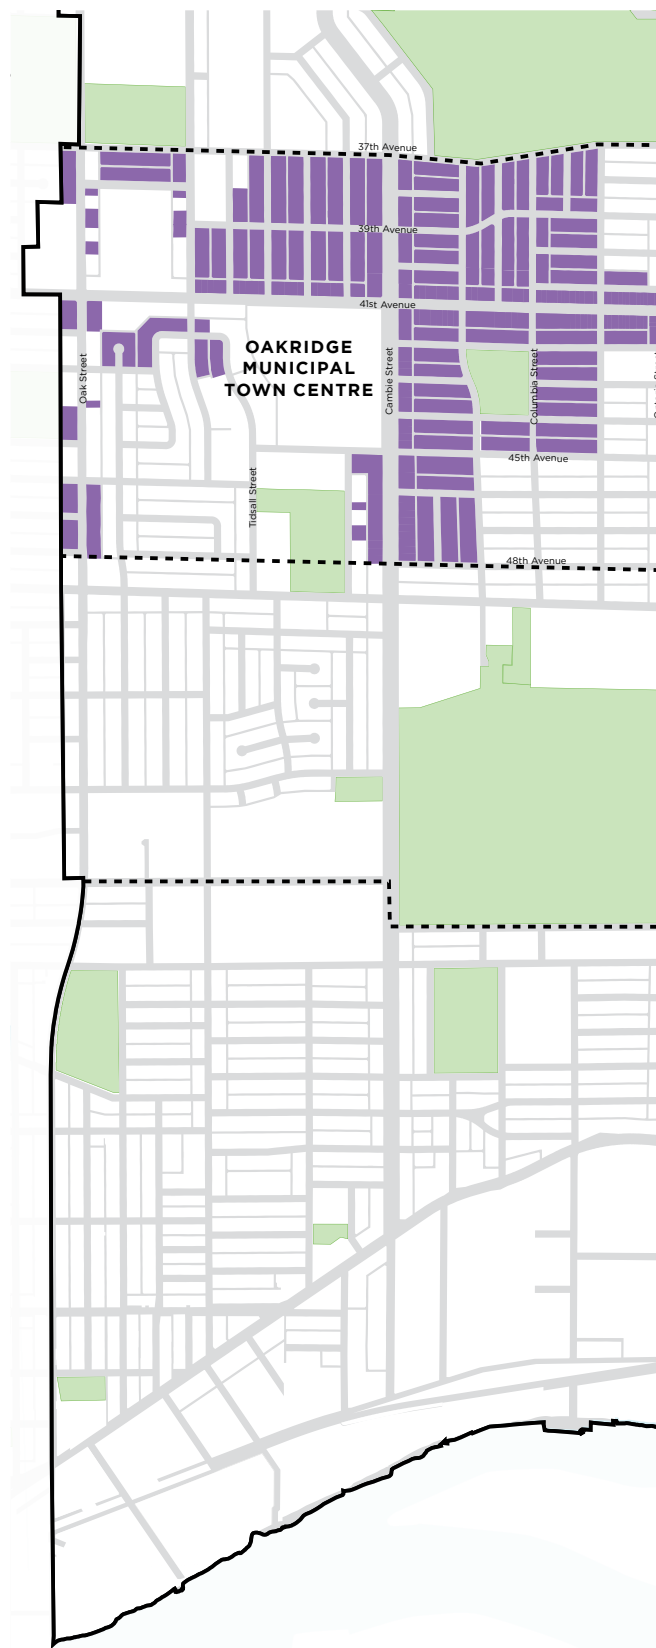 37th Avenue
39th Avenue
41st Avenue
OAKRIDGE
MUNICIPAL
TOWN CENTRE
Oak Street
Cambie Street
Columbia Street
45th Avenue
Tidsall Street
48th Avenue